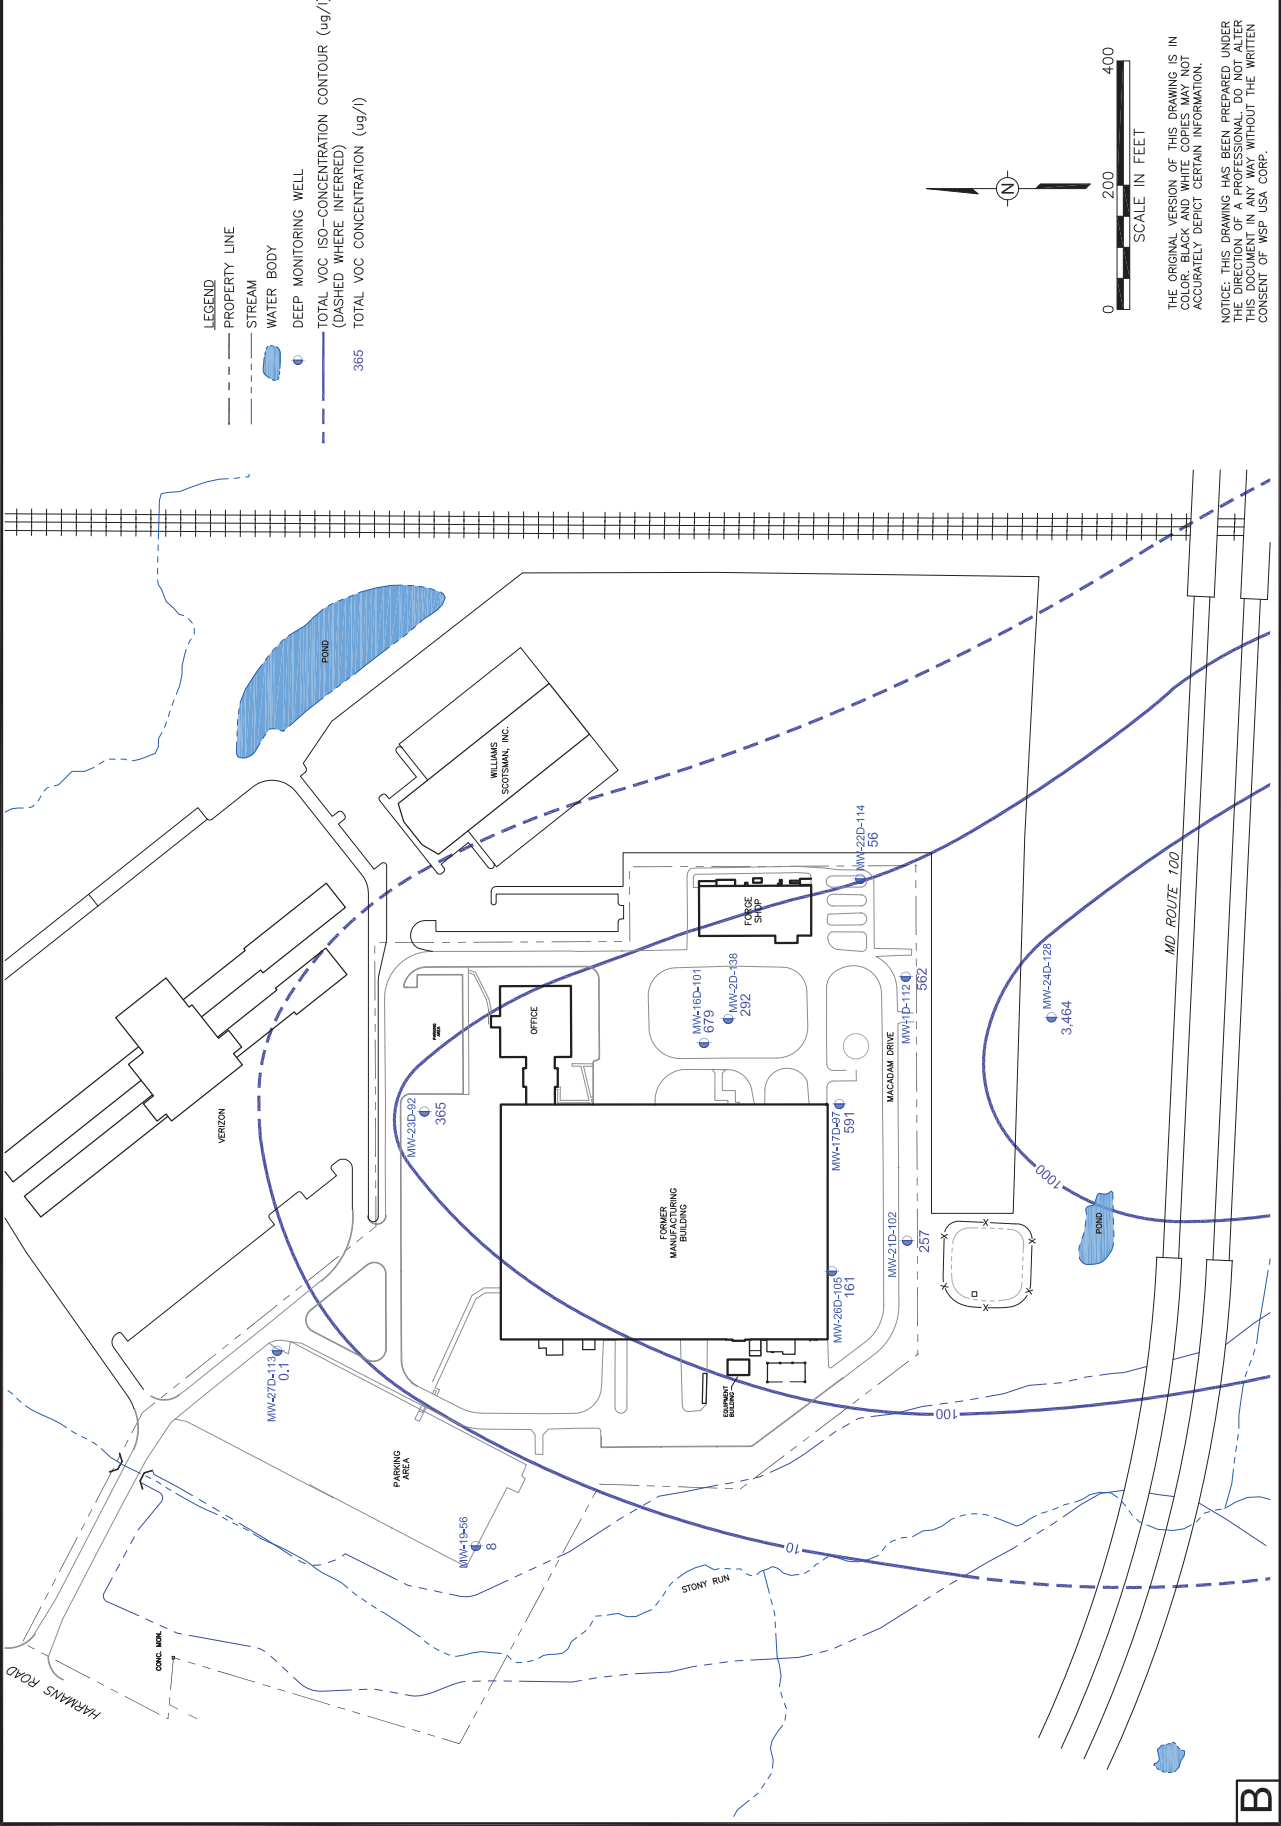 LEGEND
PROPERTY LINE
STREAM
WATER BODY
DEEP MONITORING WELL
TOTAL VOC ISO-CONCENTRATION CONTOUR (ug/l)
(DASHED WHERE INFERRED)
365 TOTAL VOC CONCENTRATION (ug/l)
N
0 200 400
SCALE IN FEET
THE ORIGINAL VERSION OF THIS DRAWING IS IN
COLOR. BLACK AND WHITE COPIES MAY NOT
ACCURATELY DEPICT CERTAIN INFORMATION.
NOTICE: THIS DRAWING HAS BEEN PREPARED UNDER
THE DIRECTION OF A PROFESSIONAL. DO NOT ALTER
THIS DOCUMENT IN ANY WAY WITHOUT THE WRITTEN
CONSENT OF WSP USA CORP.
POND
WILLIAMS
SCOTSMAN, INC.
VERIZON
PARKING
AREA
OFFICE
FORGE
SHOP
MW-22D-114
56
MW-16D-101
679
MW-2D-138
292
MW-1D-112
562
MW-24D-128
3,464
MD ROUTE 100
MACADAM DRIVE
MW-23D-92
365
MW-17D-97
591
FORMER
MANUFACTURING
BUILDING
MW-21D-102
257
MW-26D-105
161
1000
POND
MW-27D-113
0.1
EQUIPMENT
BUILDING
100
PARKING
AREA
MW-19-56
8
10
STONY RUN
CONC. MON.
HARMANS ROAD
X
X
X
X
X
X
B